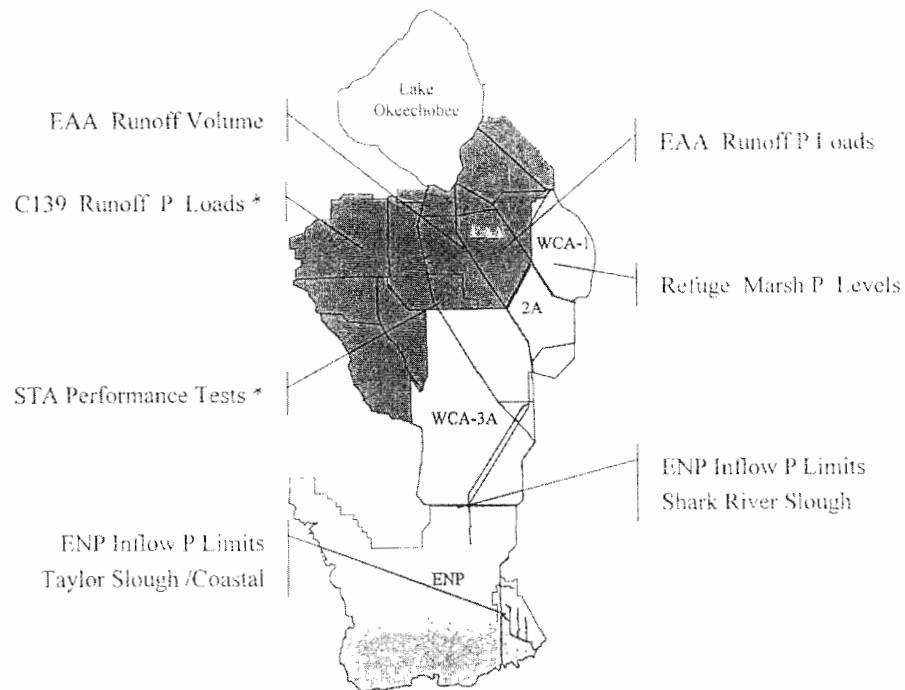 Lake
Okeechobee
EAA Runoff Volume
EAA Runoff P Loads
C139 Runoff P Loads *
EAA
WCA-1
Refuge Marsh P Levels
2A
STA Performance Tests *
WCA-3A
ENP Inflow P Limits
Shark River Slough
ENP Inflow P Limits
Taylor Slough /Coastal
ENP